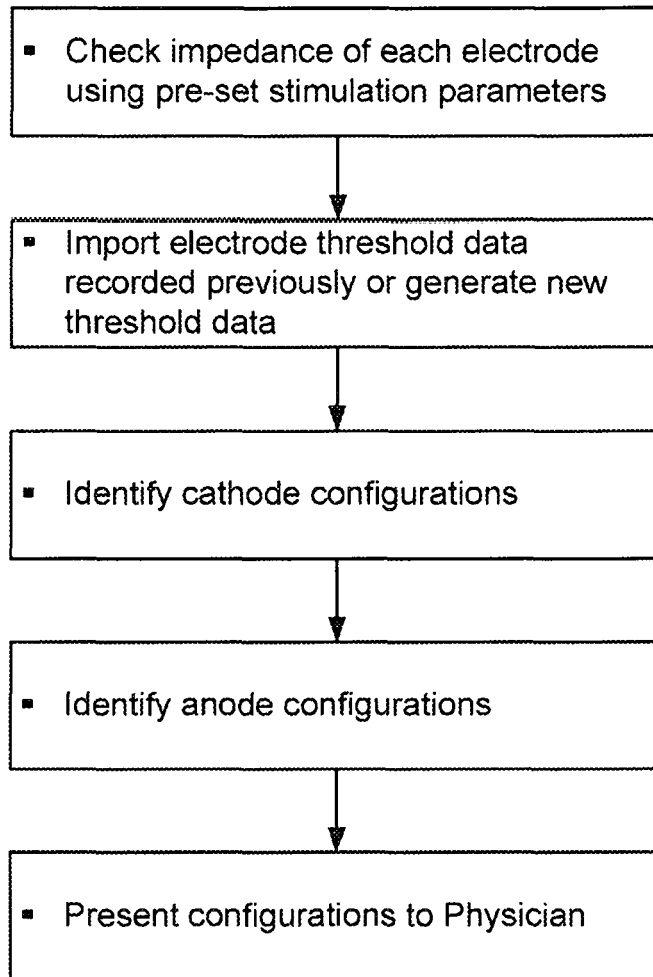 ▪ Check impedance of each electrode
using pre-set stimulation parameters
▪ Import electrode threshold data
recorded previously or generate new
threshold data
▪ Identify cathode configurations
▪ Identify anode configurations
▪ Present configurations to Physician